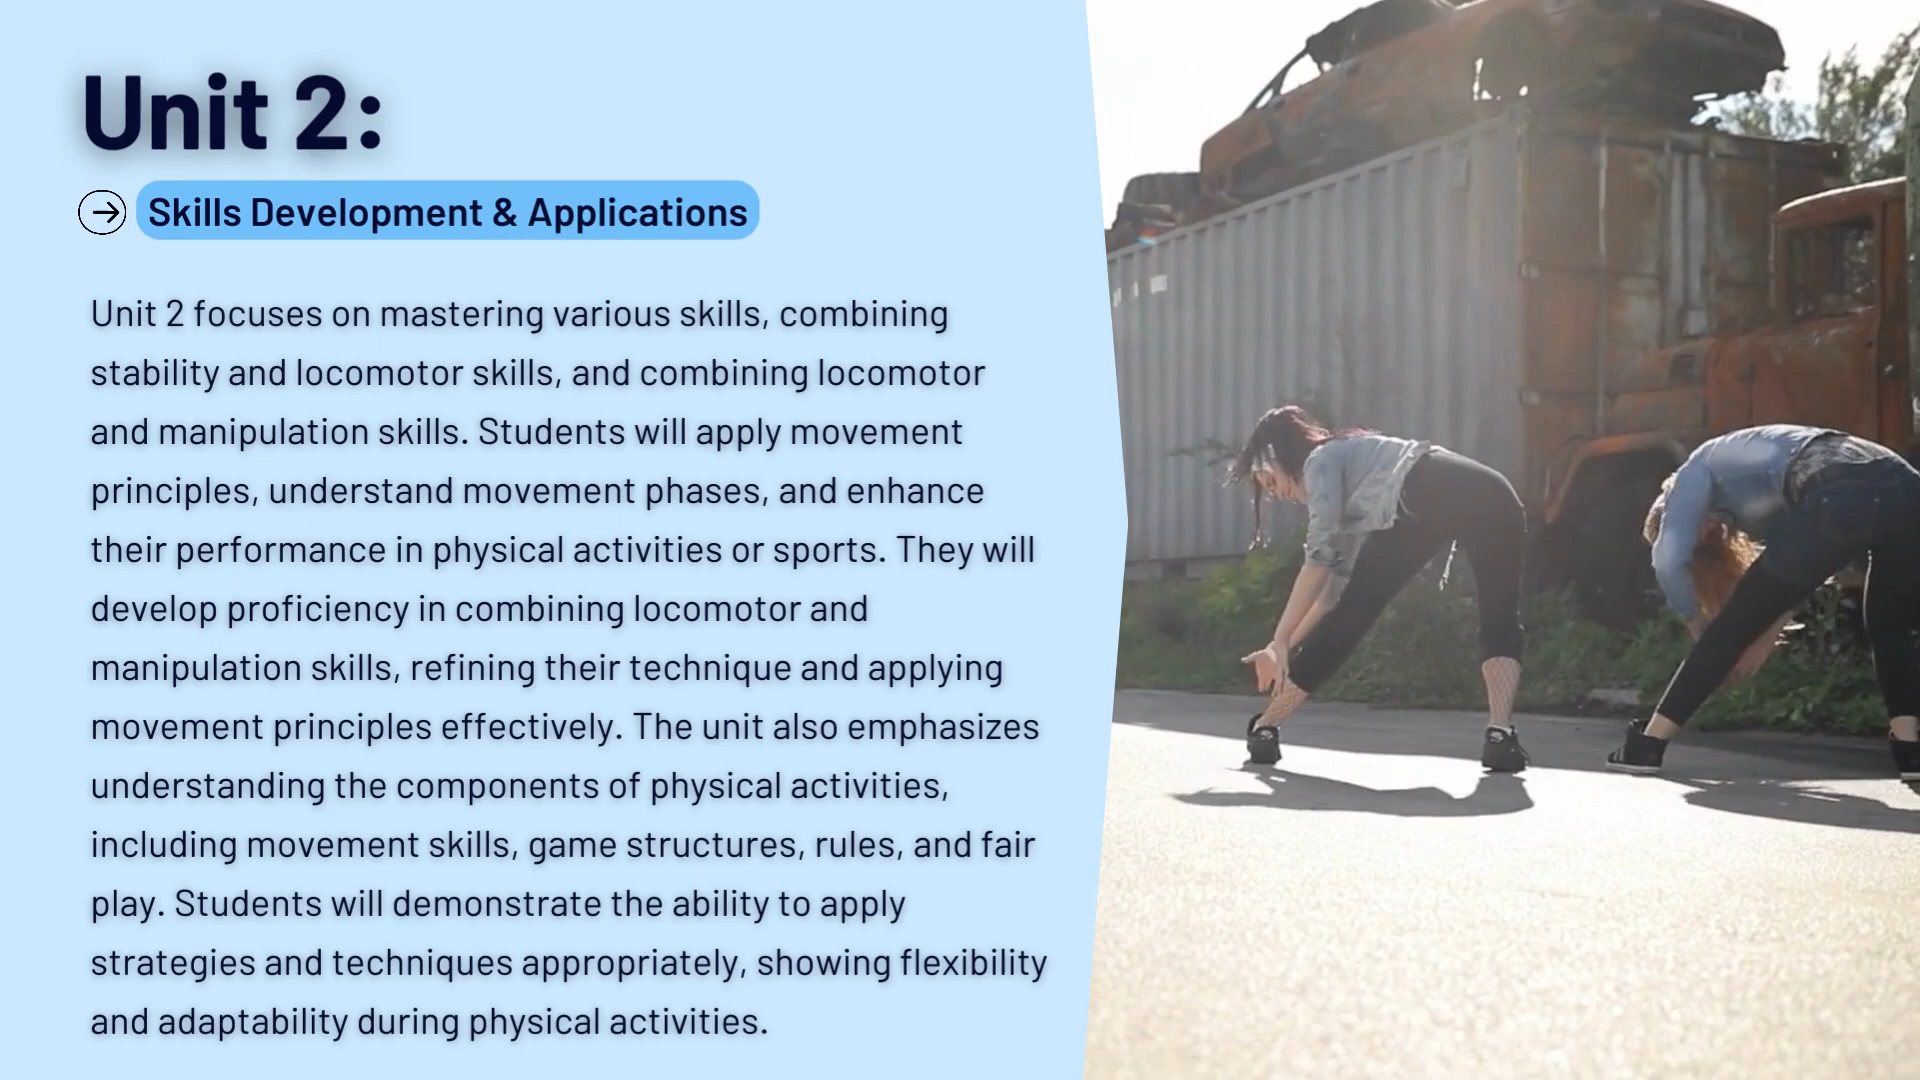 Unit 2:
Skills Development & Applications
Unit 2 focuses on mastering various skills, combining
stability and locomotor skills, and combining locomotor
and manipulation skills. Students will apply movement
principles, understand movement phases, and enhance
their performance in physical activities or sports. They will
develop proficiency in combining locomotor and
manipulation skills, refining their technique and applying
movement principles effectively. The unit also emphasizes
understanding the components of physical activities,
including movement skills, game structures, rules, and fair
play. Students will demonstrate the ability to apply
strategies and techniques appropriately, showing flexibility
and adaptability during physical activities.